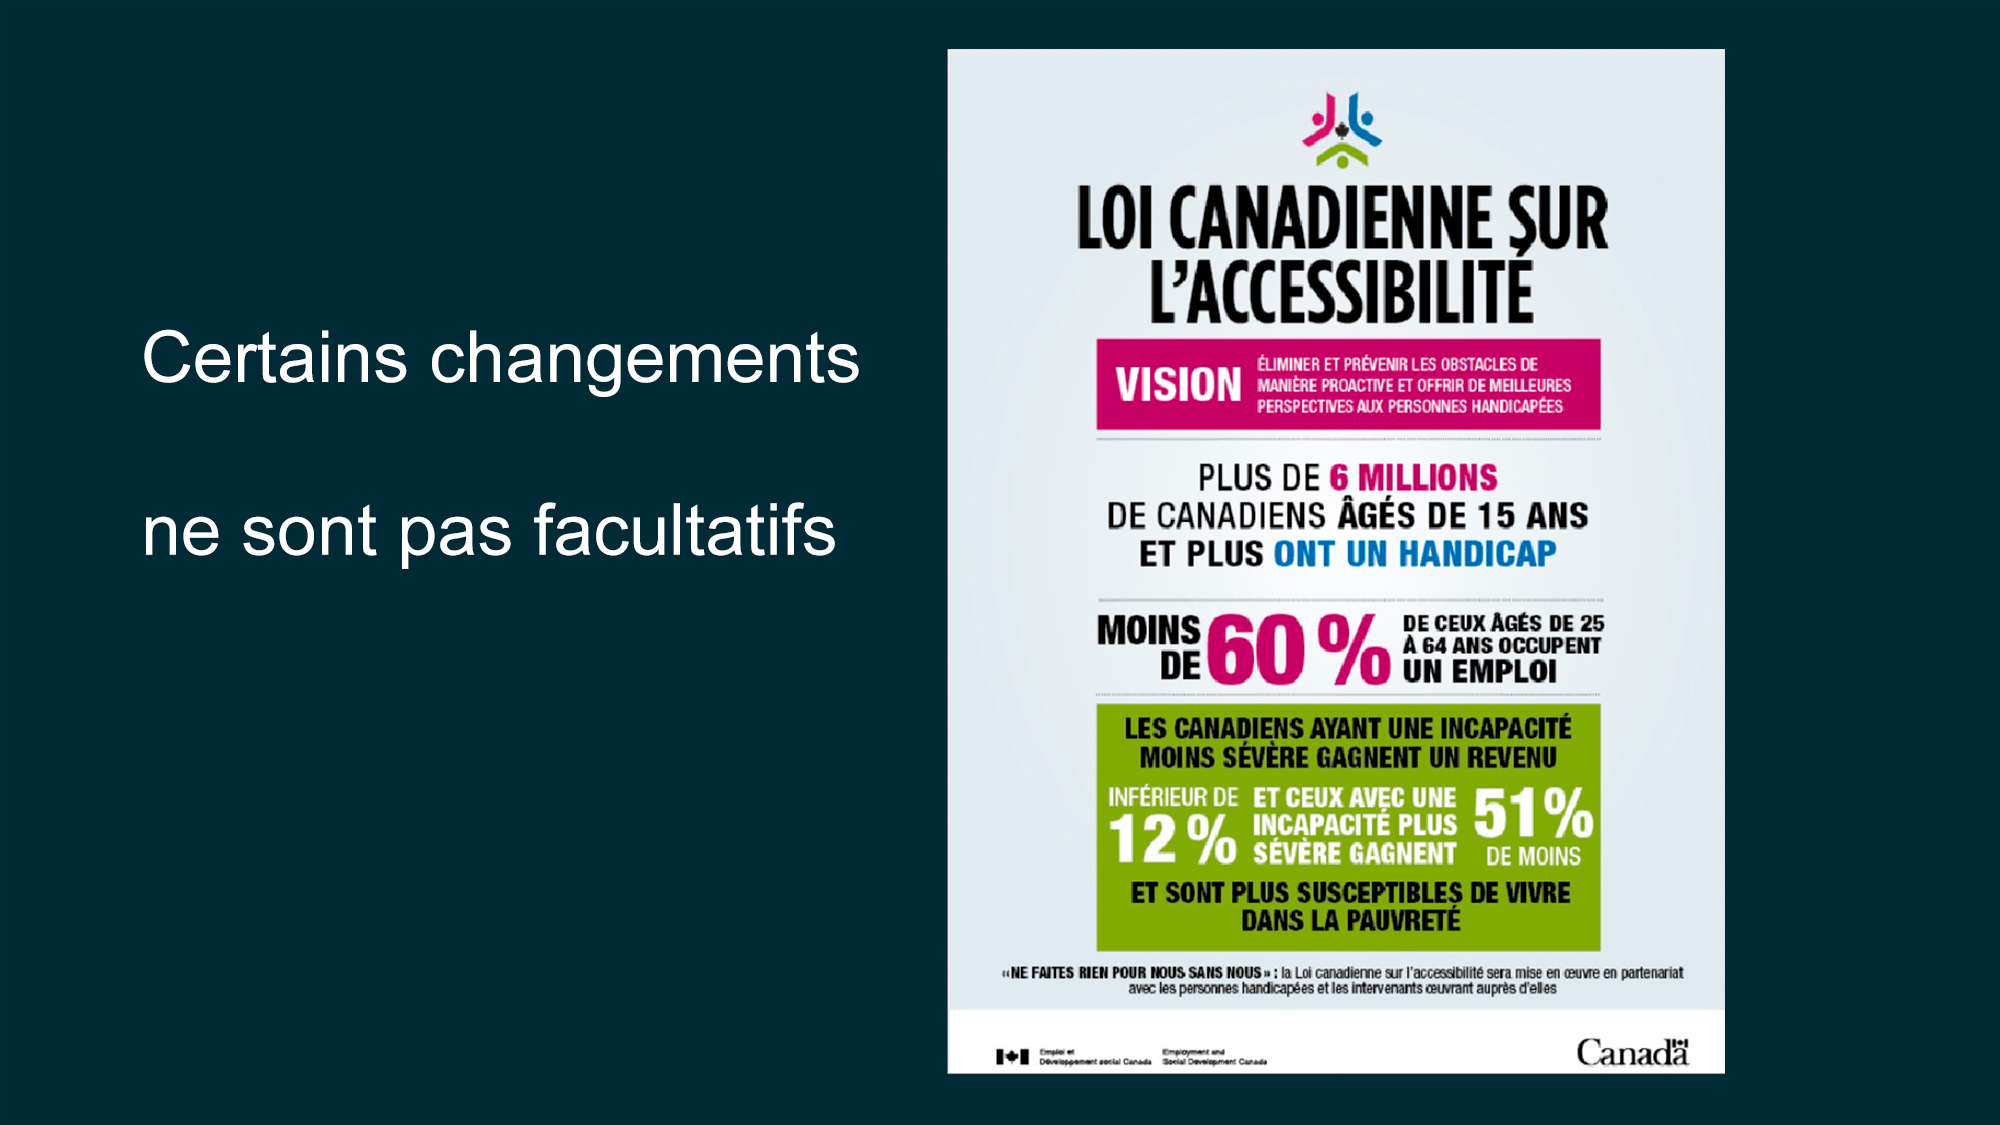 Certains changements
ne sont pas facultatifs
LOI CANADIENNE SUR
L'ACCESSIBILITÉ
VISION
ÉLIMINER ET PRÉVENIR LES OBSTACLES DE
MANIÈRE PROACTIVE ET OFFRIR DE MEILLEURES
PERSPECTIVES AUX PERSONNES HANDICAPÉES
PLUS DE 6 MILLIONS
DE CANADIENS ÂGÉS DE 15 ANS
ET PLUS ONT UN HANDICAP
MOINS
DE
60 %
DE CEUX ÂGÉS DE 25
À 64 ANS OCCUPENT
UN EMPLOI
LES CANADIENS AYANT UNE INCAPACITÉ
MOINS SÉVÈRE GAGNENT UN REVENU
INFÉRIEUR DE
12 %
ET CEUX AVEC UNE
INCAPACITÉ PLUS
SÉVÈRE GAGNENT
51%
DE MOINS
ET SONT PLUS SUSCEPTIBLES DE VIVRE
DANS LA PAUVRETÉ
«NE FAITES RIEN POUR NOUS SANS NOUS» : la Loi canadienne sur l'accessibilité sera mise en œuvre en partenariat
avec les personnes handicapées et les intervenants œuvrant auprès d'elles
Emploi et
Développement social Canada
Employment and
Social Development Canada
Canada